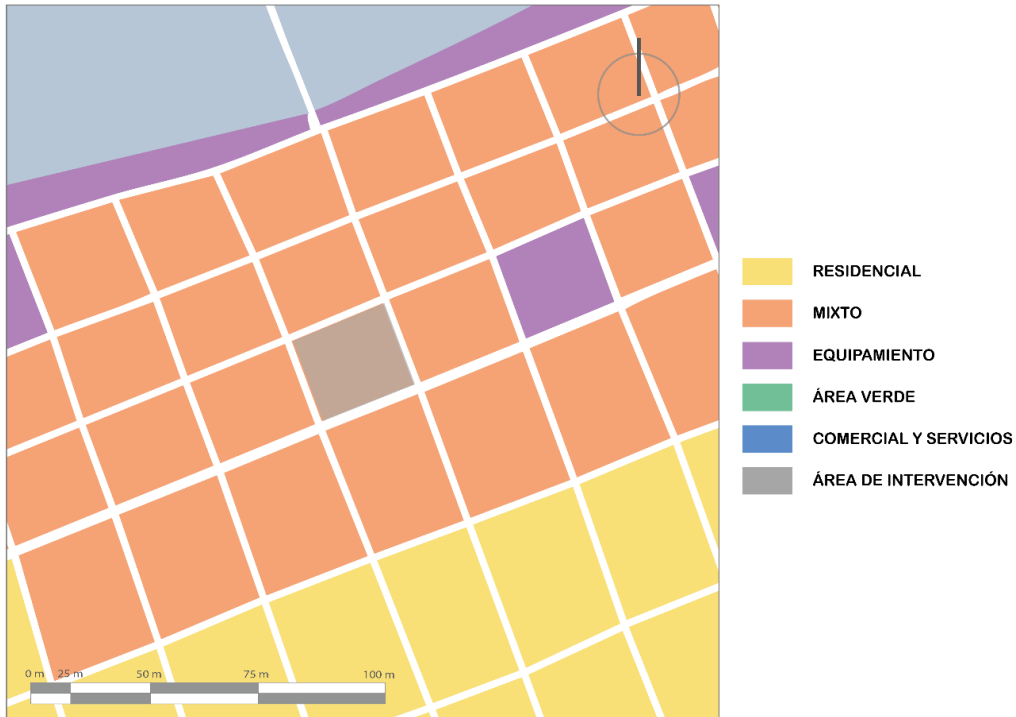 RESIDENCIAL
MIXTO
EQUIPAMIENTO
ÁREA VERDE
COMERCIAL Y SERVICIOS
ÁREA DE INTERVENCIÓN
0 m 25 m 50 m 75 m 100 m